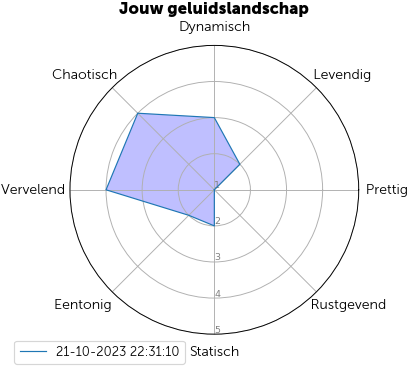 Jouw geluidslandschap
Dynamisch
Chaotisch
Levendig
Vervelend
Prettig
1
2
3
4
5
Eentonig
Rustgevend
21-10-2023 22:31:10
Statisch